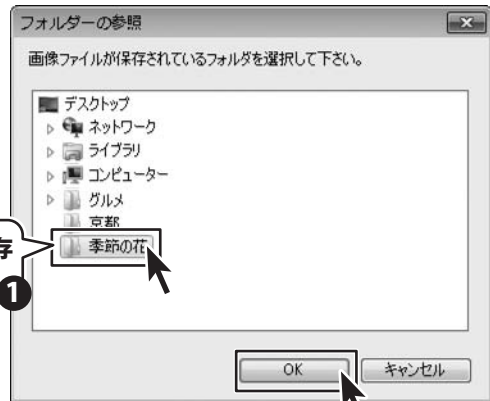 フォルダーの参照
画像ファイルが保存されているフォルダを選択して下さい。
デスクトップ
ネットワーク
ライブラリ
コンピューター
グルメ
京都
季節の花
存
1
OK
キャンセル